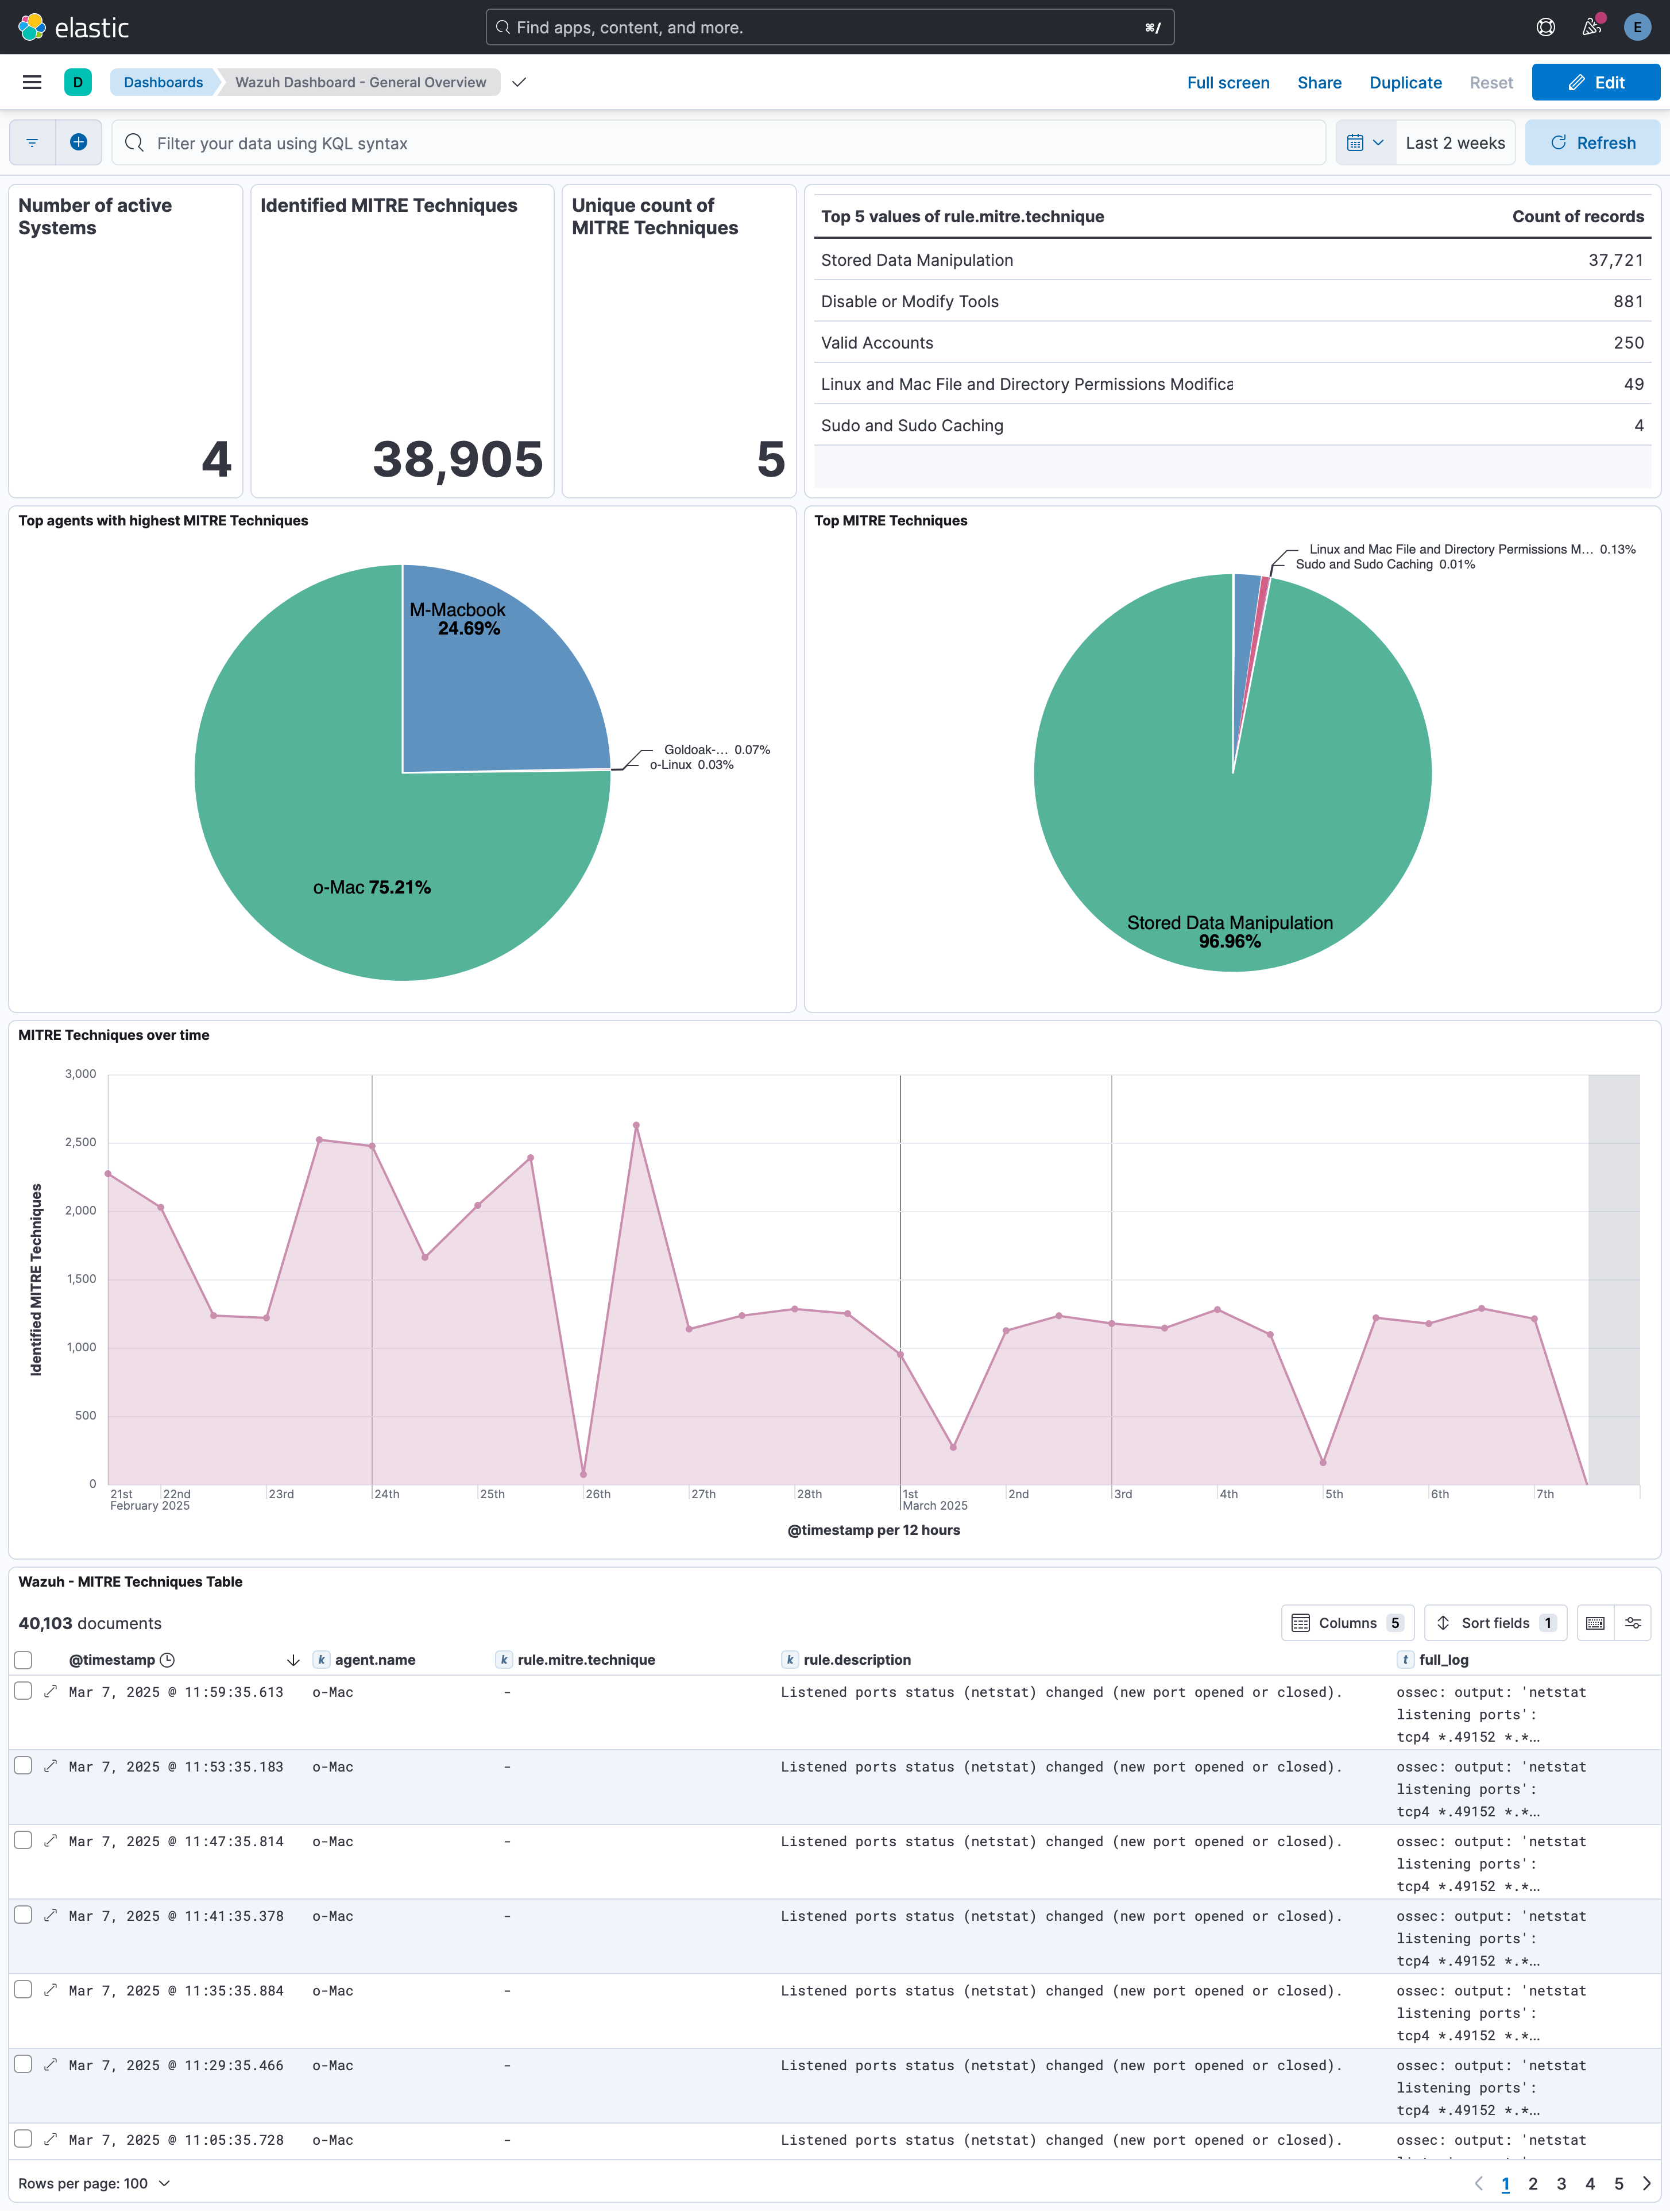 elastic
Find apps, content, and more.
⌘/
E
D
Dashboards
Wazuh Dashboard - General Overview
Full screen
Share
Duplicate
Reset
Edit
Filter your data using KQL syntax
Last 2 weeks
Refresh
Number of active
Systems
4
Identified MITRE Techniques
38,905
Unique count of
MITRE Techniques
5
Top 5 values of rule.mitre.technique Count of records
Stored Data Manipulation 37,721
Disable or Modify Tools 881
Valid Accounts 250
Linux and Mac File and Directory Permissions Modifica 49
Sudo and Sudo Caching 4
Top agents with highest MITRE Techniques
M-Macbook
24.69%
Goldoak-... 0.07%
o-Linux 0.03%
o-Mac 75.21%
Top MITRE Techniques
Linux and Mac File and Directory Permissions M... 0.13%
Sudo and Sudo Caching 0.01%
Stored Data Manipulation
96.96%
MITRE Techniques over time
Identified MITRE Techniques
3,000
2,500
2,000
1,500
1,000
500
0
21st 22nd 23rd 24th 25th 26th 27th 28th 1st 2nd 3rd 4th 5th 6th 7th
February 2025 March 2025
@timestamp per 12 hours
Wazuh - MITRE Techniques Table
40,103 documents
Columns 5
Sort fields 1
@timestamp k agent.name k rule.mitre.technique k rule.description t full_log
Mar 7, 2025 @ 11:59:35.613 o-Mac - Listened ports status (netstat) changed (new port opened or closed). ossec: output: 'netstat
listening ports':
tcp4 *.49152 *.*…
Mar 7, 2025 @ 11:53:35.183 o-Mac - Listened ports status (netstat) changed (new port opened or closed). ossec: output: 'netstat
listening ports':
tcp4 *.49152 *.*…
Mar 7, 2025 @ 11:47:35.814 o-Mac - Listened ports status (netstat) changed (new port opened or closed). ossec: output: 'netstat
listening ports':
tcp4 *.49152 *.*…
Mar 7, 2025 @ 11:41:35.378 o-Mac - Listened ports status (netstat) changed (new port opened or closed). ossec: output: 'netstat
listening ports':
tcp4 *.49152 *.*…
Mar 7, 2025 @ 11:35:35.884 o-Mac - Listened ports status (netstat) changed (new port opened or closed). ossec: output: 'netstat
listening ports':
tcp4 *.49152 *.*…
Mar 7, 2025 @ 11:29:35.466 o-Mac - Listened ports status (netstat) changed (new port opened or closed). ossec: output: 'netstat
listening ports':
tcp4 *.49152 *.*…
Mar 7, 2025 @ 11:05:35.728 o-Mac - Listened ports status (netstat) changed (new port opened or closed). ossec: output: 'netstat
Rows per page: 100
1 2 3 4 5